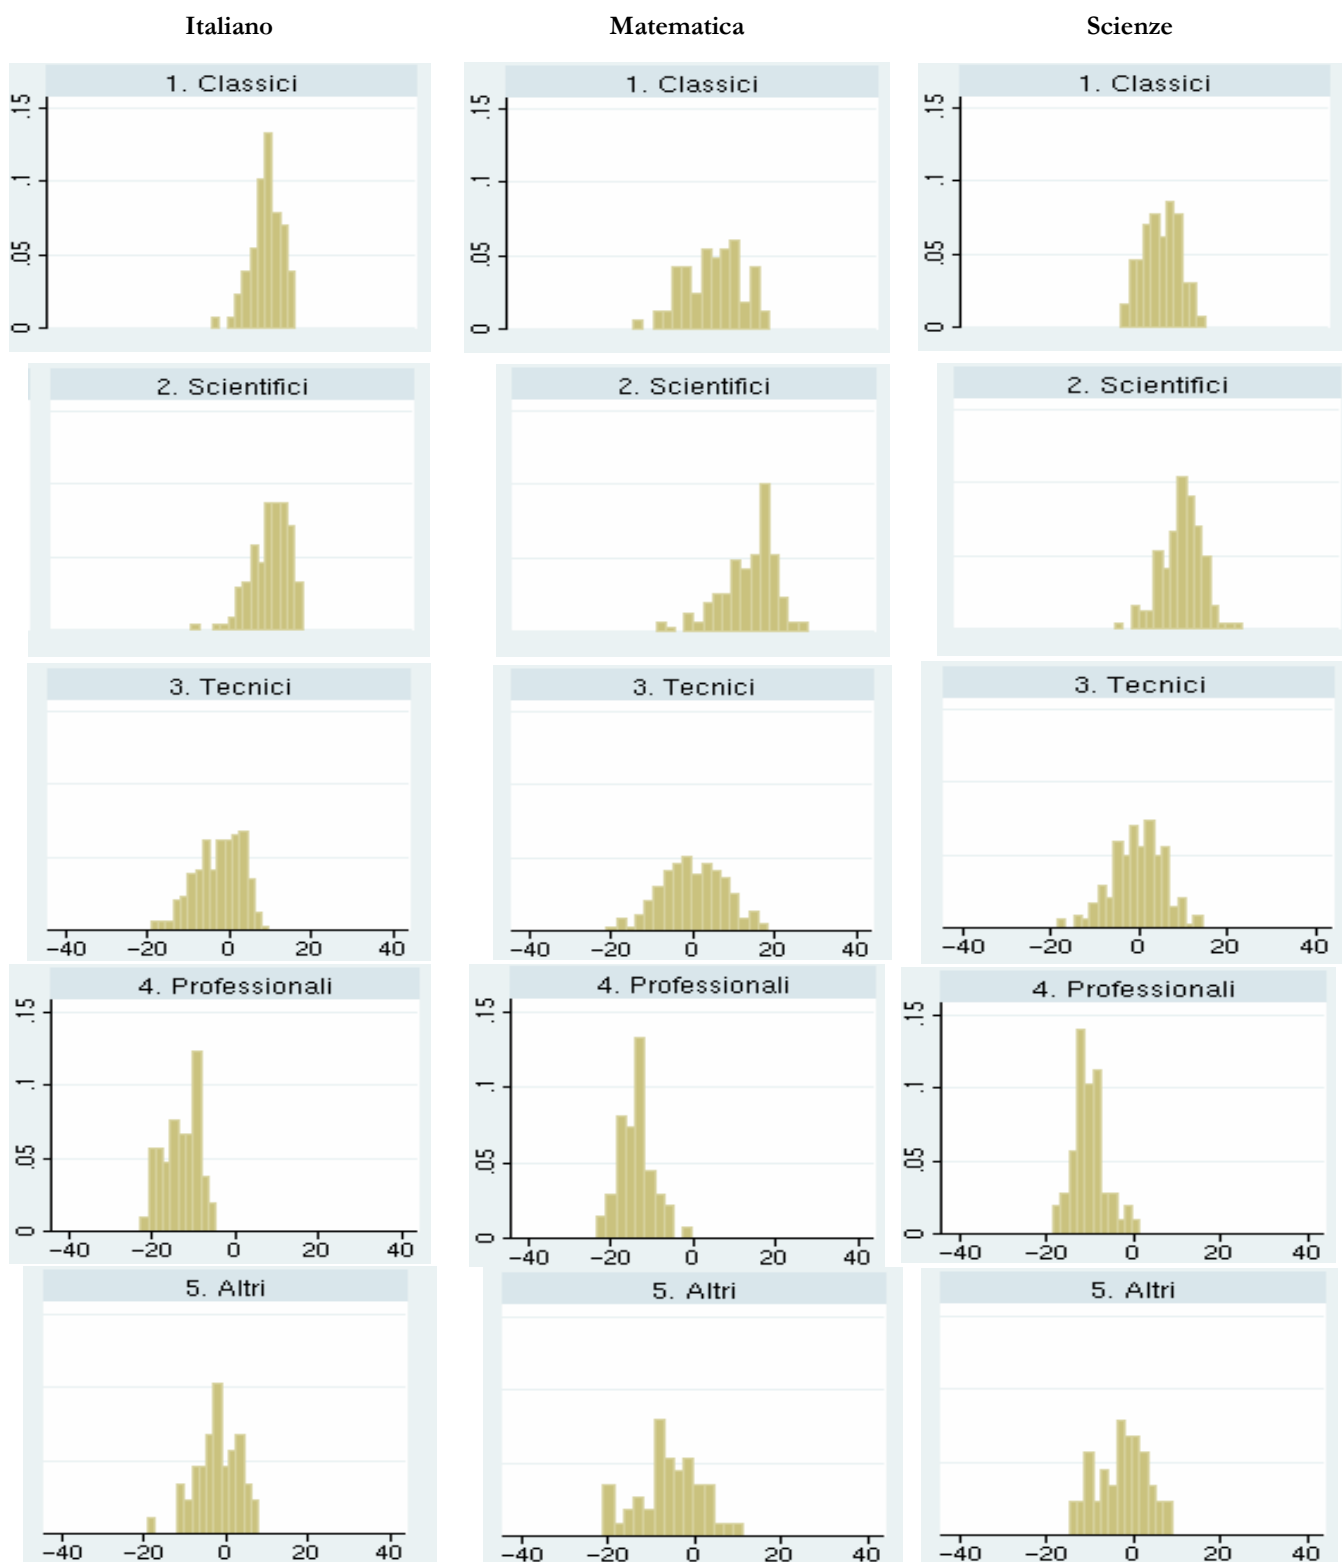 Italiano Matematica Scienze
1. Classici 1. Classici 1. Classici
.15 .15 .15
.1 .1 .1
.05 .05 .05
0 0 0
2. Scientifici 2. Scientifici 2. Scientifici
3. Tecnici 3. Tecnici 3. Tecnici
−40 −20 0 20 40 −40 −20 0 20 40 −40 −20 0 20 40
4. Professionali 4. Professionali 4. Professionali
.15 .15 .15
.1 .1 .1
.05 .05 .05
0 0 0
−40 −20 0 20 40 −40 −20 0 20 40 −40 −20 0 20 40
5. Altri 5. Altri 5. Altri
−40 −20 0 20 40 −40 −20 0 20 40 −40 −20 0 20 40